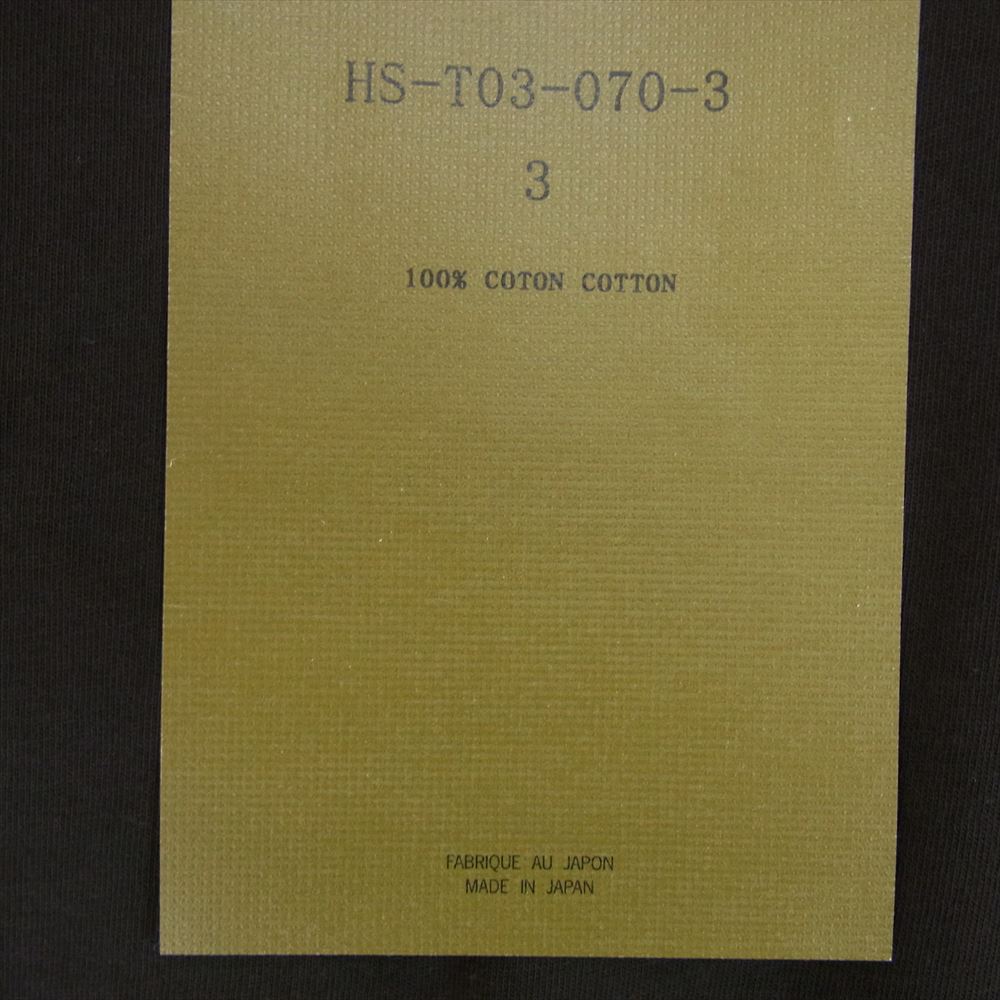 HS-T03-070-3
3
100% COTON COTTON
FABRIQUE AU JAPON
MADE IN JAPAN